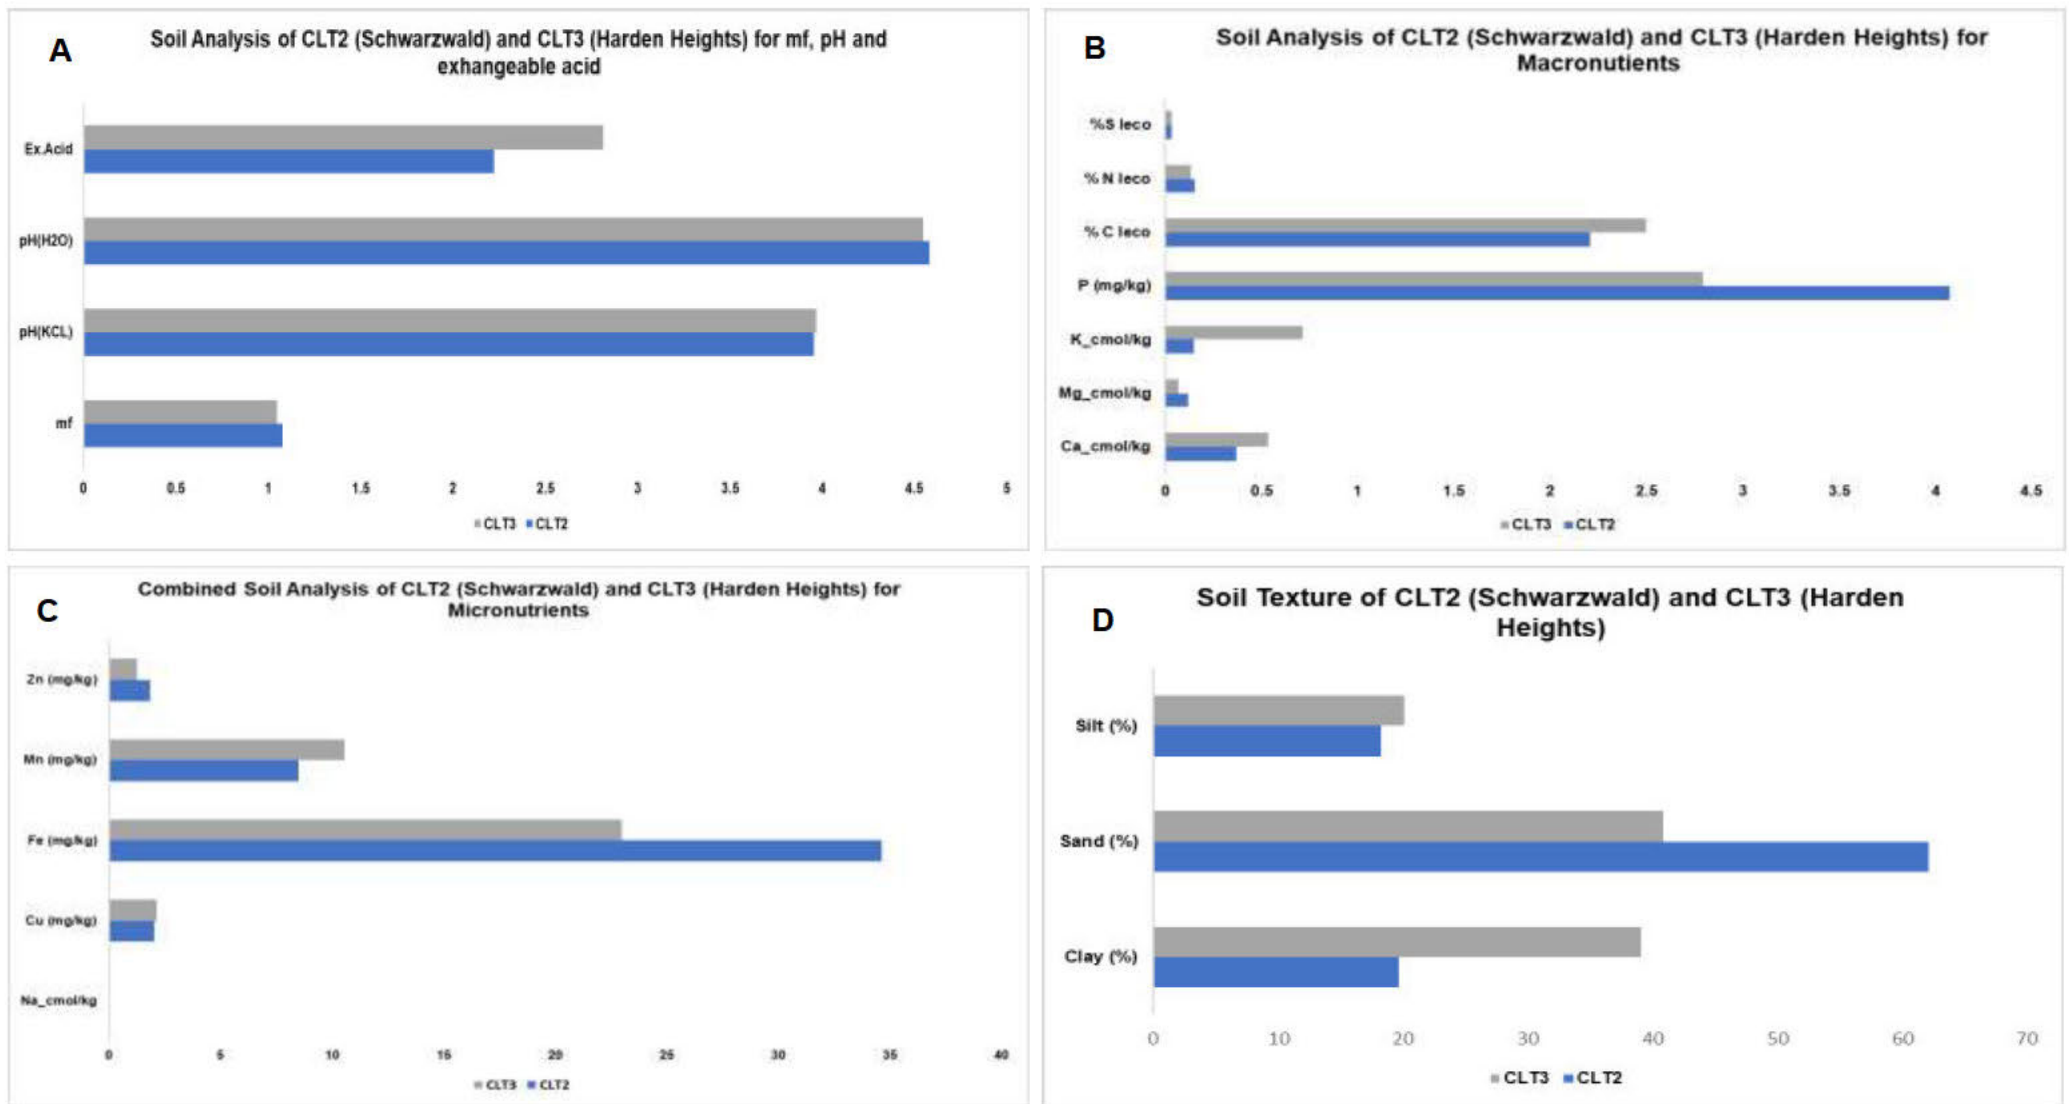 A
Soil Analysis of CLT2 (Schwarzwald) and CLT3 (Harden Heights) for mf, pH and
exhangeable acid
Ex.Acid
pH(H2O)
pH(KCL)
mf
0 0.5 1 1.5 2 2.5 3 3.5 4 4.5 5
CLT3 CLT2
B
Soil Analysis of CLT2 (Schwarzwald) and CLT3 (Harden Heights) for
Macronutients
%S leco
% N leco
% C leco
P (mg/kg)
K_cmol/kg
Mg_cmol/kg
Ca_cmol/kg
0 0.5 1 1.5 2 2.5 3 3.5 4 4.5
CLT3 CLT2
C
Combined Soil Analysis of CLT2 (Schwarzwald) and CLT3 (Harden Heights) for
Micronutrients
Zn (mg/kg)
Mn (mg/kg)
Fe (mg/kg)
Cu (mg/kg)
Na_cmol/kg
0 5 10 15 20 25 30 35 40
CLT3 CLT2
D
Soil Texture of CLT2 (Schwarzwald) and CLT3 (Harden
Heights)
Silt (%)
Sand (%)
Clay (%)
0 10 20 30 40 50 60 70
CLT3 CLT2